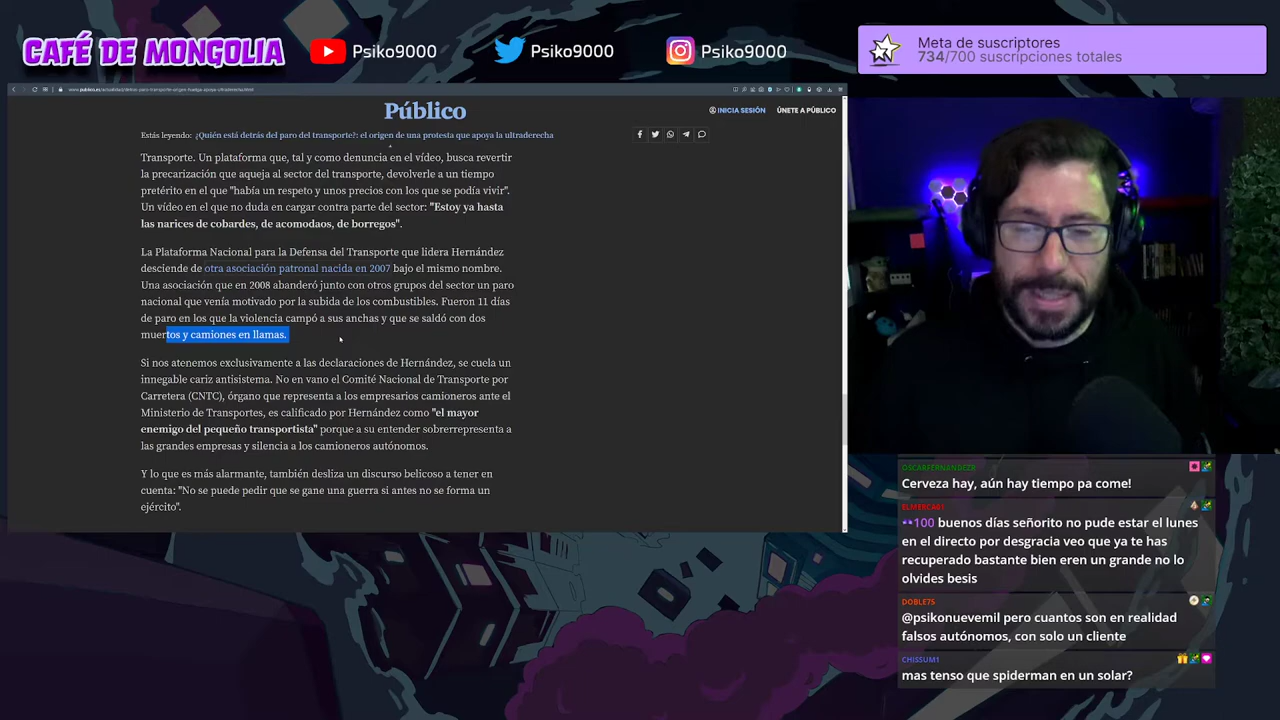 CAFÉ DE MONGOLIA
Psiko9000
Psiko9000
Psiko9000
Meta de suscriptores
734/700 suscripciones totales
Público
INICIA SESIÓN
ÚNETE A PÚBLICO
Estás leyendo: ¿Quién está detrás del paro del transporte?: el origen de una protesta que apoya la ultraderecha
Transporte. Un plataforma que, tal y como denuncia en el vídeo, busca revertir
la precarización que aqueja al sector del transporte, devolverle a un tiempo
pretérito en el que "había un respeto y unos precios con los que se podía vivir".
Un vídeo en el que no duda en cargar contra parte del sector: "Estoy ya hasta
las narices de cobardes, de acomodaos, de borregos".
La Plataforma Nacional para la Defensa del Transporte que lidera Hernández
desciende de otra asociación patronal nacida en 2007 bajo el mismo nombre.
Una asociación que en 2008 abanderó junto con otros grupos del sector un paro
nacional que venía motivado por la subida de los combustibles. Fueron 11 días
de paro en los que la violencia campó a sus anchas y que se saldó con dos
muertos y camiones en llamas.
Si nos atenemos exclusivamente a las declaraciones de Hernández, se cuela un
innegable cariz antisistema. No en vano el Comité Nacional de Transporte por
Carretera (CNTC), órgano que representa a los empresarios camioneros ante el
Ministerio de Transportes, es calificado por Hernández como "el mayor
enemigo del pequeño transportista" porque a su entender sobrerrepresenta a
las grandes empresas y silencia a los camioneros autónomos.
Y lo que es más alarmante, también desliza un discurso belicoso a tener en
cuenta: "No se puede pedir que se gane una guerra si antes no se forma un
ejército".
Cerveza hay, aún hay tiempo pa come!
ELMERCA01
100 buenos días señorito no pude estar el lunes
en el directo por desgracia veo que ya te has
recuperado bastante bien eren un grande no lo
olvides besis
DOBLE75
@psikonuevemil pero cuantos son en realidad
falsos autónomos, con solo un cliente
CHISSUM1
mas tenso que spiderman en un solar?